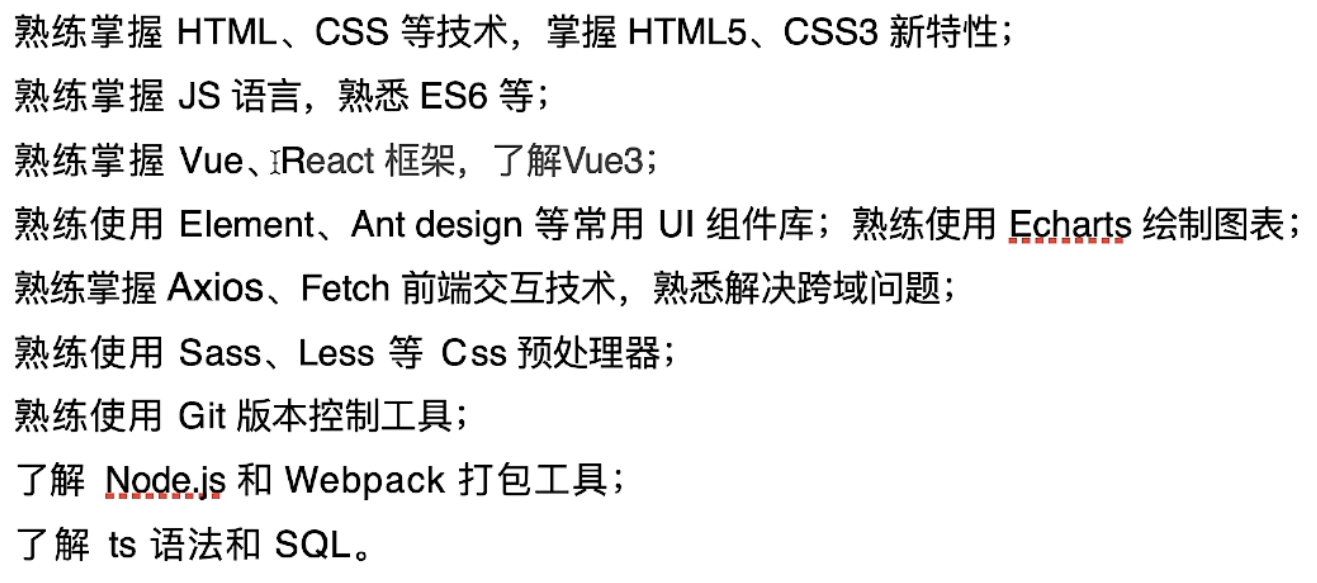 熟练掌握 HTML、CSS 等技术，掌握 HTML5、CSS3 新特性；
熟练掌握 JS 语言，熟悉 ES6 等；
熟练掌握 Vue、React 框架，了解Vue3；
熟练使用 Element、Ant design 等常用 UI 组件库；熟练使用 Echarts 绘制图表；
熟练掌握 Axios、Fetch 前端交互技术，熟悉解决跨域问题；
熟练使用 Sass、Less 等 Css 预处理器；
熟练使用 Git 版本控制工具；
了解 Node.js 和 Webpack 打包工具；
了解 ts 语法和 SQL。